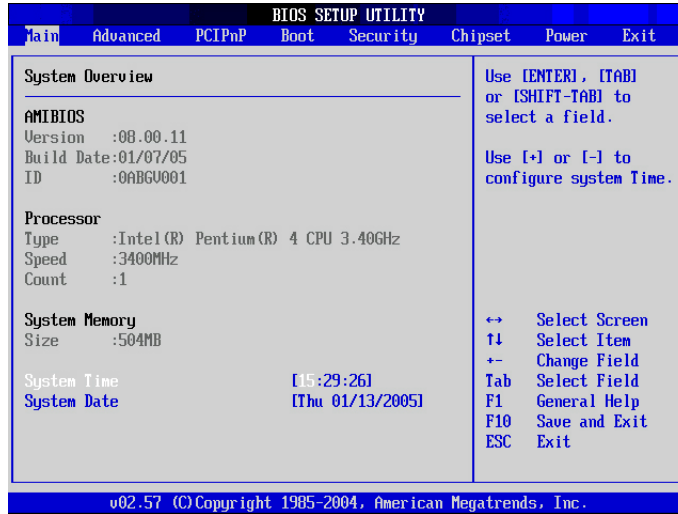 BIOS SETUP UTILITY
Main Advanced PCIPnP Boot Security Chipset Power Exit
System Overview
AMIBIOS
Version :08.00.11
Build Date:01/07/05
ID :0ABGV001
Processor
Type :Intel(R) Pentium(R) 4 CPU 3.40GHz
Speed :3400MHz
Count :1
System Memory
Size :504MB
System Time [15:29:26]
System Date [Thu 01/13/2005]
Use [ENTER], [TAB]
or [SHIFT-TAB] to
select a field.
Use [+] or [-] to
configure system Time.
↔ Select Screen
↑↓ Select Item
+- Change Field
Tab Select Field
F1 General Help
F10 Save and Exit
ESC Exit
v02.57 (C)Copyright 1985-2004, American Megatrends, Inc.